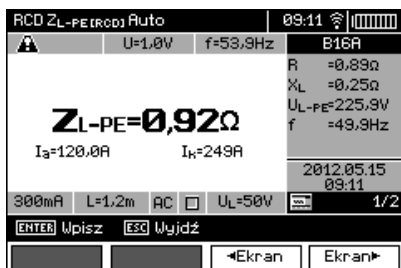 RCD ZL-PE[RCD] Auto 09:11
U=1,0V f=53,9Hz B16A
R =0,89Ω
XL =0,25Ω
UL-PE=225,9V
f =49,9Hz
ZL-PE=0,92Ω
Ia=120,0A Ik=249A
2012.05.15
09:11
300mA L=1,2m AC UL=50V 1/2
ENTER Wpisz ESC Wyjdź
◄Ekran Ekran►